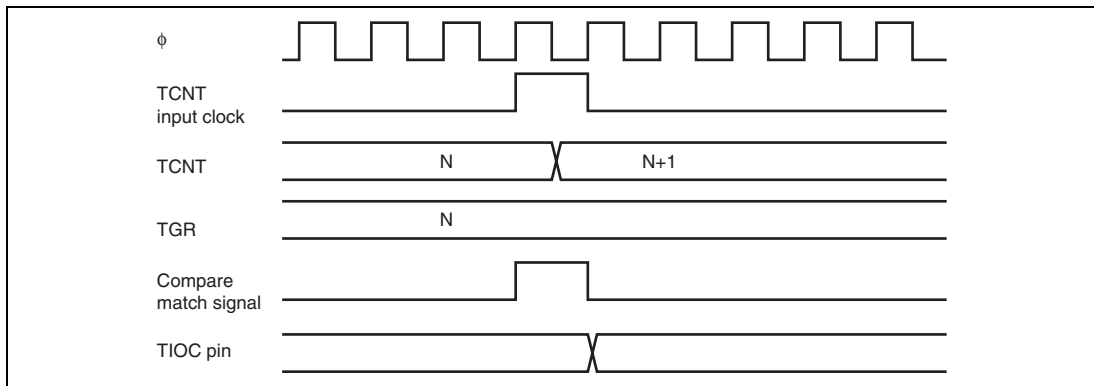 ϕ
TCNT
input clock
TCNT
N
N+1
TGR
N
Compare
match signal
TIOC pin